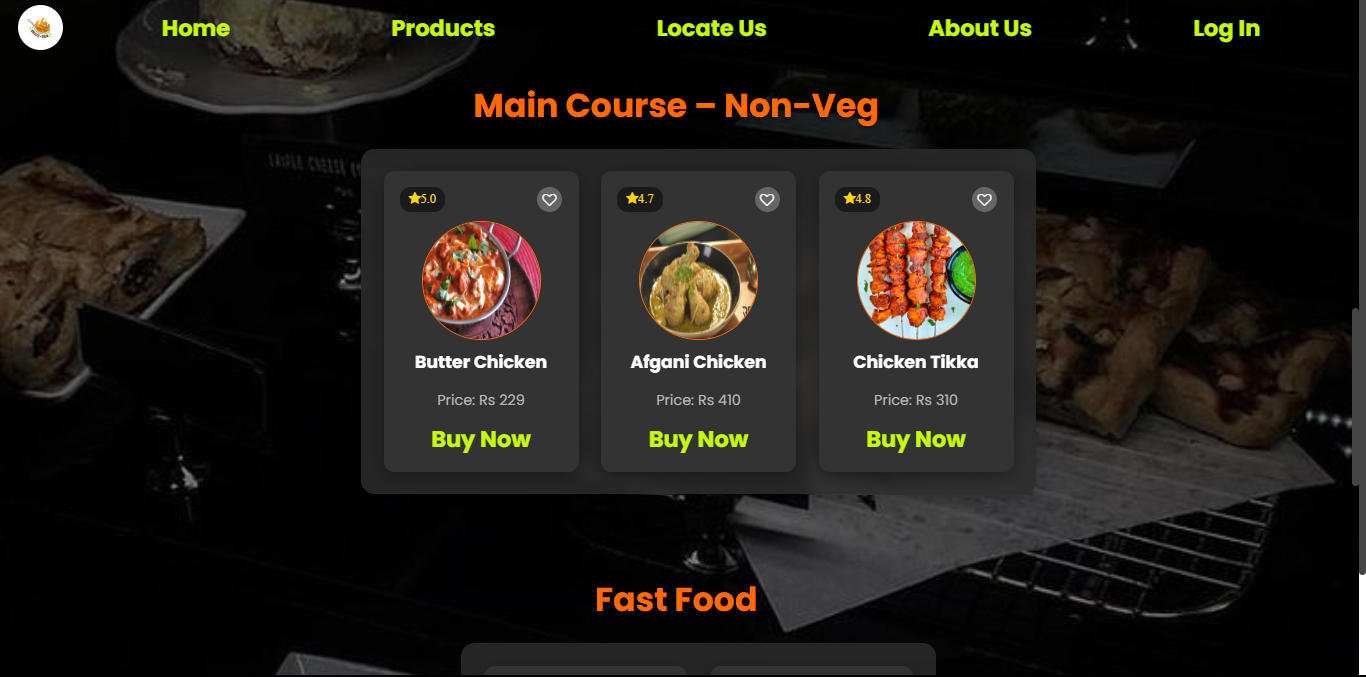 Home Products Locate Us About Us Log In
Main Course – Non-Veg
5.0 4.7 4.8
Butter Chicken Afgani Chicken Chicken Tikka
Price: Rs 229 Price: Rs 410 Price: Rs 310
Buy Now Buy Now Buy Now
Fast Food